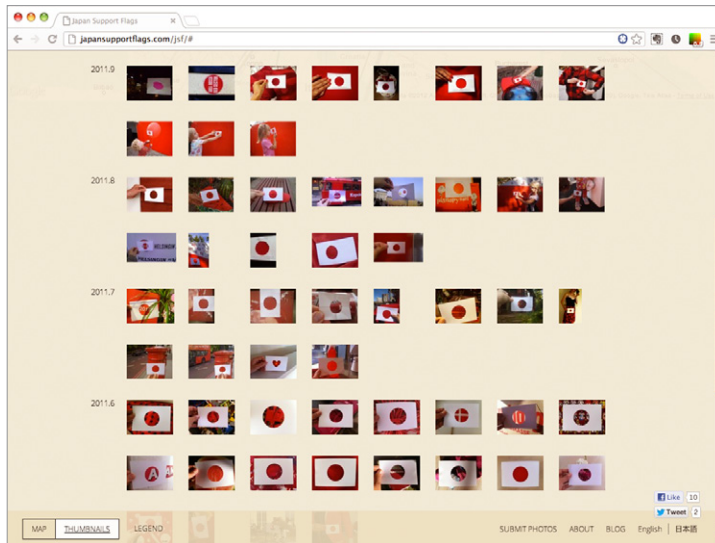 Japan Support Flags
japansupportflags.com/jsf/#
2011.9
2011.8
2011.7
2011.6
A
Like 10
Tweet 2
MAP THUMBNAILS LEGEND SUBMIT PHOTOS ABOUT BLOG English | 日本語